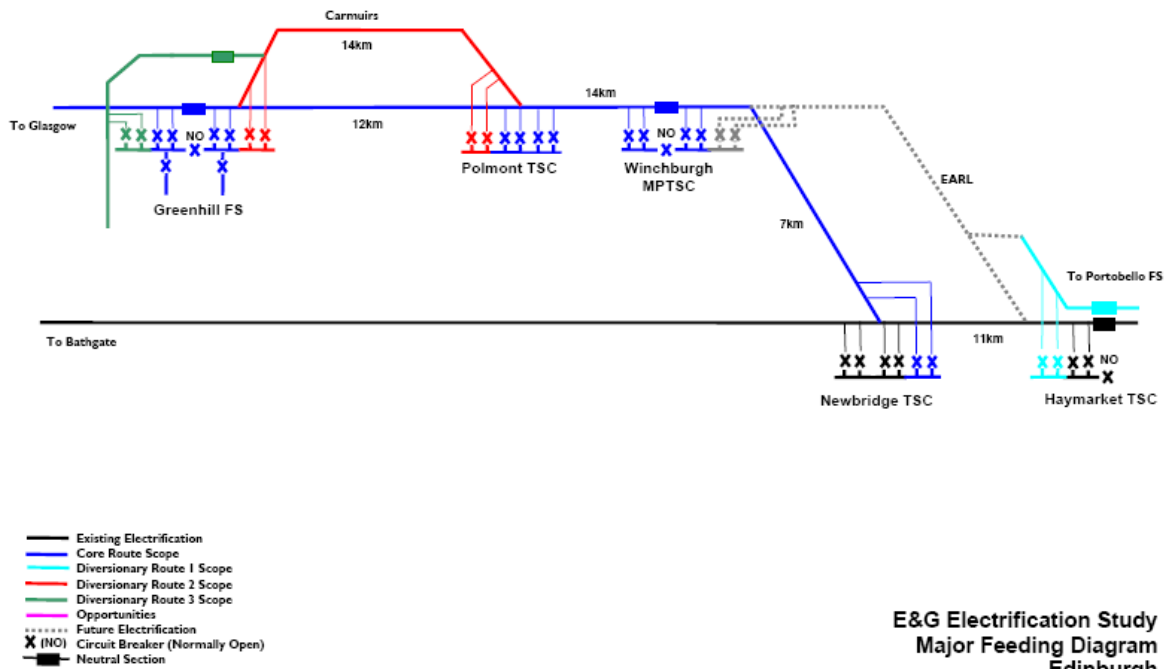 Carmuirs
14km
14km
To Glasgow
NO
12km
NO
Polmont TSC
Winchburgh
MPTSC
Greenhill FS
EARL
7km
To Portobello FS
To Bathgate
11km
NO
Newbridge TSC
Haymarket TSC
Existing Electrification
Core Route Scope
Diversionary Route 1 Scope
Diversionary Route 2 Scope
Diversionary Route 3 Scope
Opportunities
Future Electrification
X (NO) Circuit Breaker (Normally Open)
Neutral Section
E&G Electrification Study
Major Feeding Diagram
Edinburgh